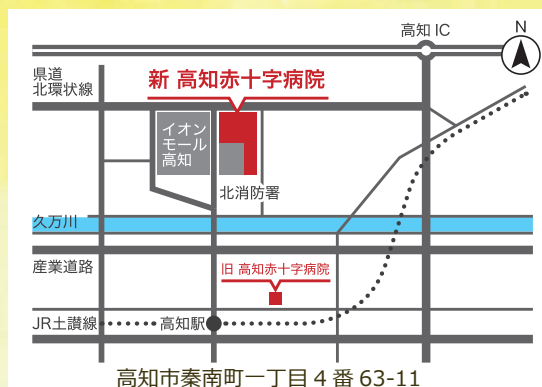 高知IC
N
県道
北環状線
新 高知赤十字病院
イオン
モール
高知
北消防署
久万川
産業道路
旧 高知赤十字病院
JR土讃線
高知駅
高知市秦南町一丁目4番63-11